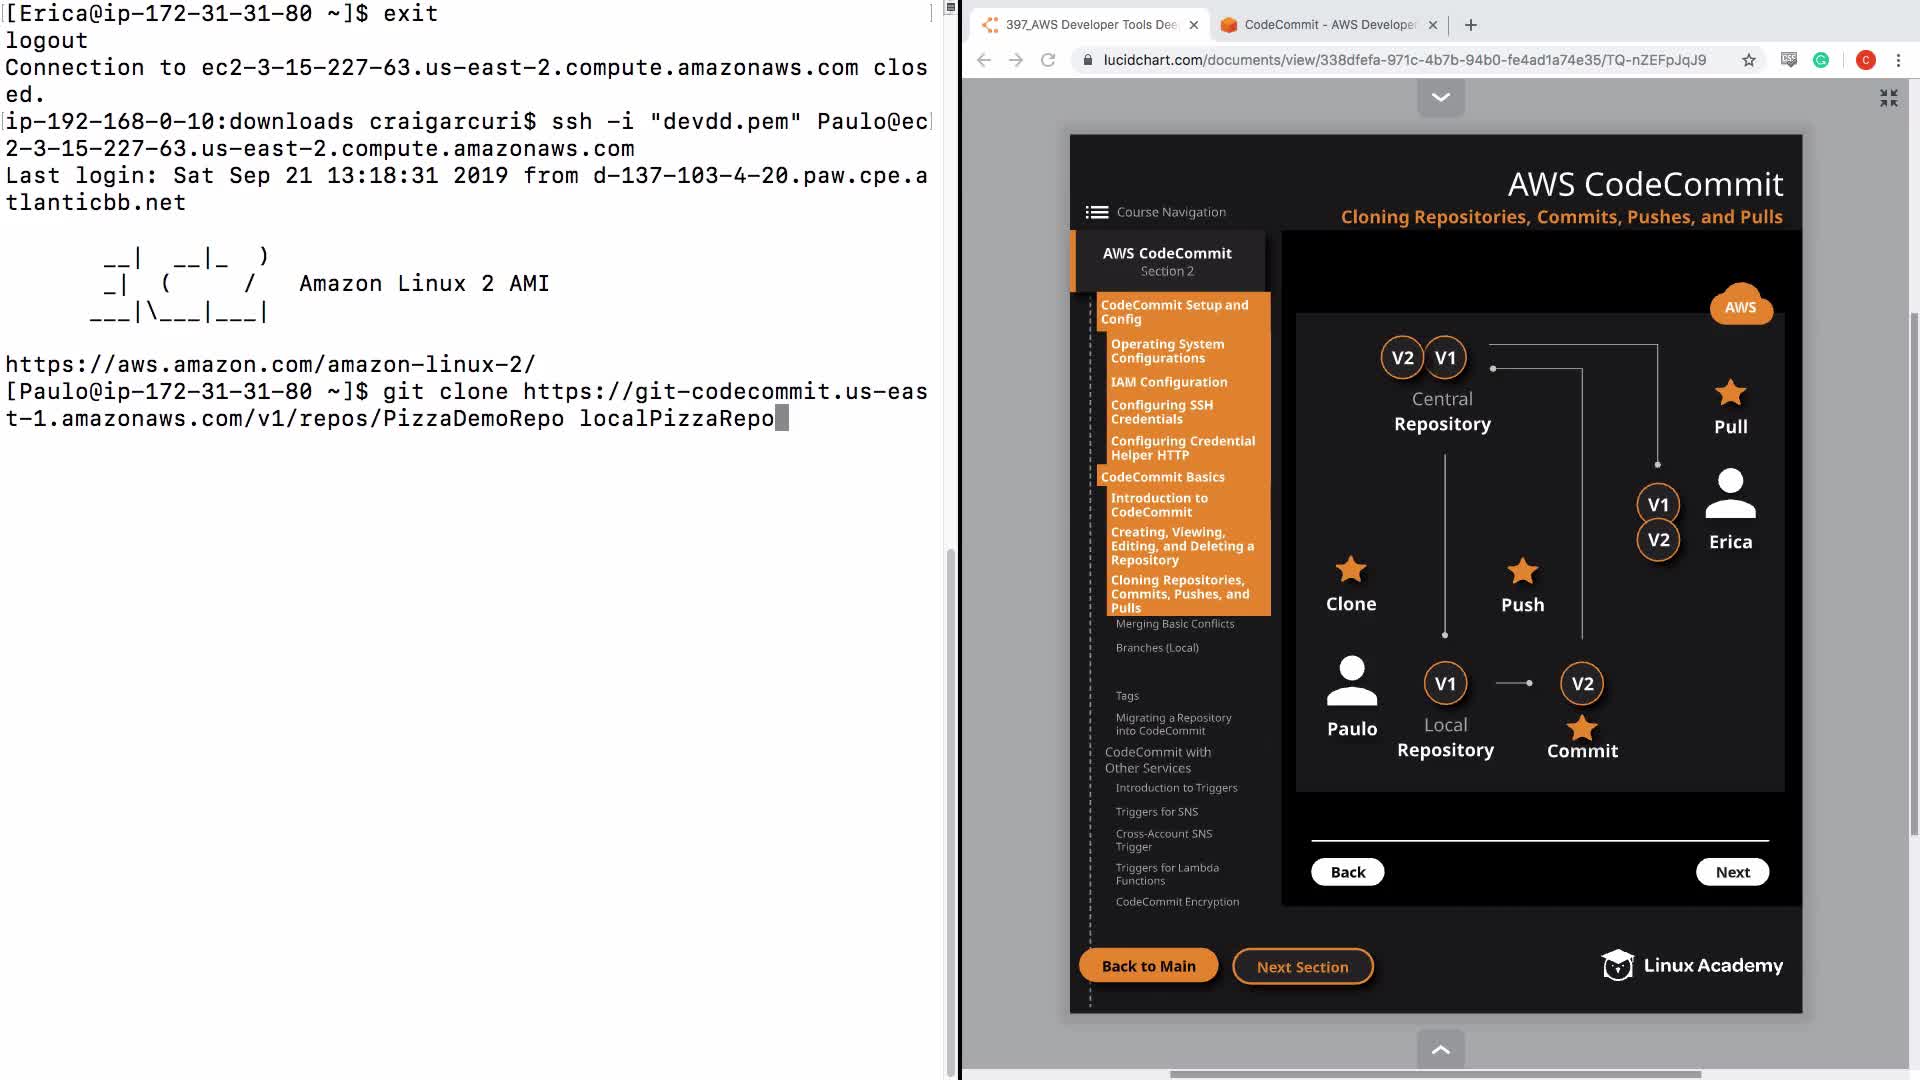 [Erica@ip-172-31-31-80 ~]$ exit
logout
Connection to ec2-3-15-227-63.us-east-2.compute.amazonaws.com clos
ed.
ip-192-168-0-10:downloads craigarcuri$ ssh -i "devdd.pem" Paulo@ec
2-3-15-227-63.us-east-2.compute.amazonaws.com
Last login: Sat Sep 21 13:18:31 2019 from d-137-103-4-20.paw.cpe.a
tlanticbb.net
__| __|_ )
_| ( / Amazon Linux 2 AMI
___|\___|___|
https://aws.amazon.com/amazon-linux-2/
[Paulo@ip-172-31-31-80 ~]$ git clone https://git-codecommit.us-eas
t-1.amazonaws.com/v1/repos/PizzaDemoRepo localPizzaRepo
397_AWS Developer Tools Dee
CodeCommit - AWS Developer
lucidchart.com/documents/view/338dfefa-971c-4b7b-94b0-fe4ad1a74e35/TQ-nZEFpJqJ9
C
AWS CodeCommit
Cloning Repositories, Commits, Pushes, and Pulls
Course Navigation
AWS CodeCommit
Section 2
CodeCommit Setup and
Config
Operating System
Configurations
IAM Configuration
Configuring SSH
Credentials
Configuring Credential
Helper HTTP
CodeCommit Basics
Introduction to
CodeCommit
Creating, Viewing,
Editing, and Deleting a
Repository
Cloning Repositories,
Commits, Pushes, and
Pulls
Merging Basic Conflicts
Branches (Local)
Tags
Migrating a Repository
into CodeCommit
CodeCommit with
Other Services
Introduction to Triggers
Triggers for SNS
Cross-Account SNS
Trigger
Triggers for Lambda
Functions
CodeCommit Encryption
AWS
V2 V1
Central
Repository
Pull
V1
V2
Erica
Clone
Push
Paulo
V1
Local
Repository
V2
Commit
Back
Next
Back to Main
Next Section
Linux Academy